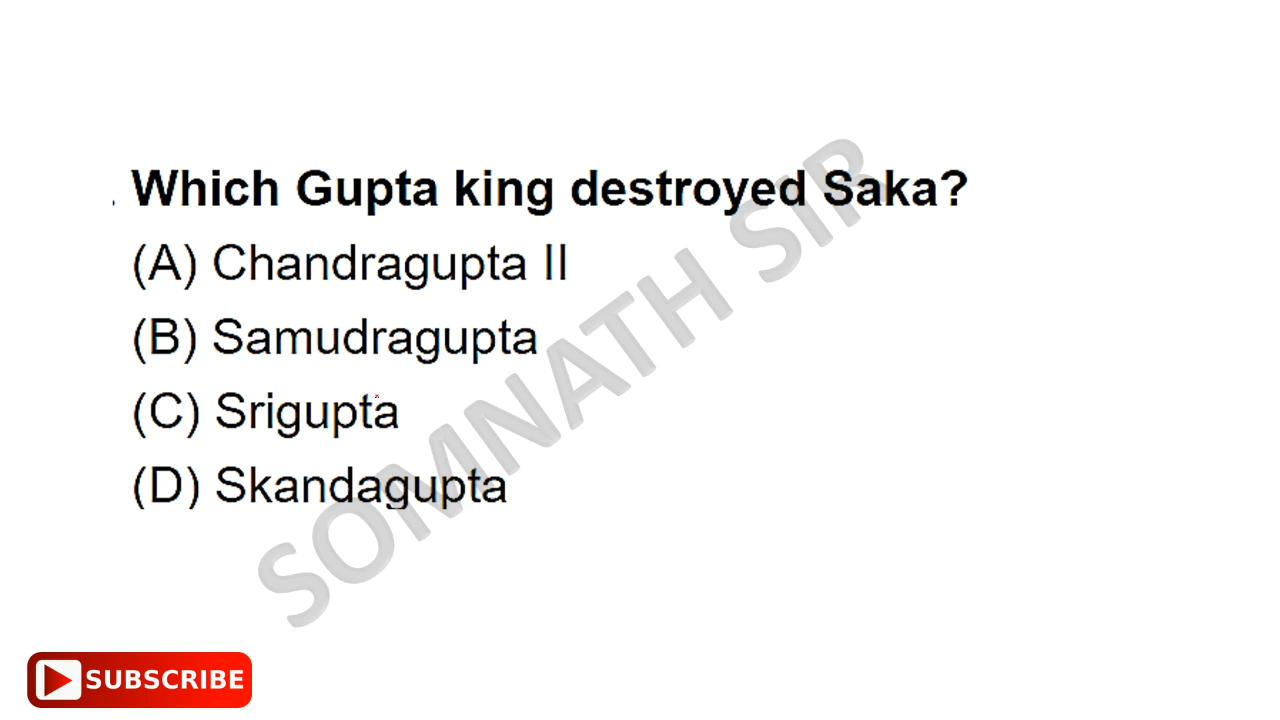 . Which Gupta king destroyed Saka?
(A) Chandragupta II
(B) Samudragupta
(C) Srigupta
(D) Skandagupta
SOMNATH SIR
SUBSCRIBE